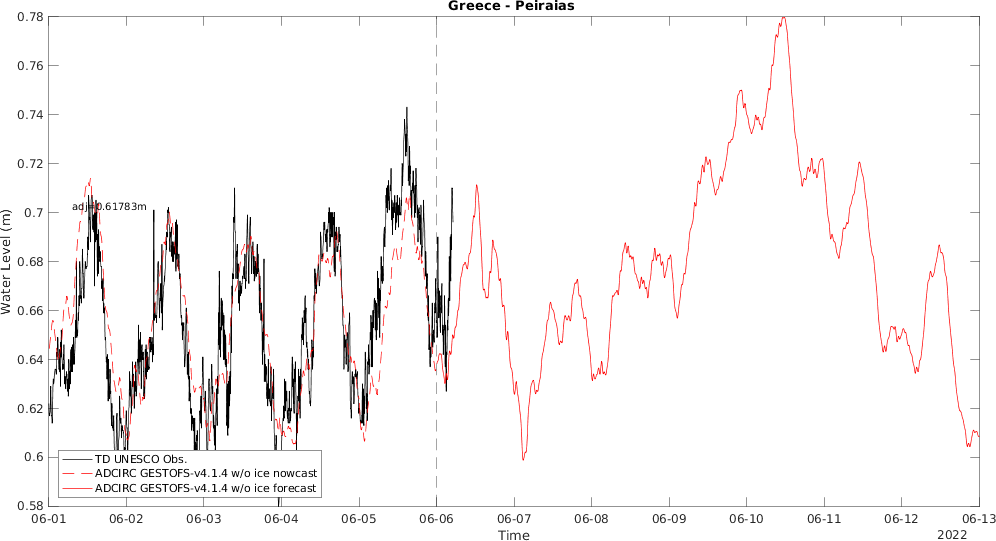 Greece - Peiraias
0.78
0.76
0.74
0.72
0.7
0.68
0.66
0.64
0.62
0.6
0.58
Water Level (m)
adj=0.61783m
TD UNESCO Obs.
ADCIRC GESTOFS-v4.1.4 w/o ice nowcast
ADCIRC GESTOFS-v4.1.4 w/o ice forecast
06-01 06-02 06-03 06-04 06-05 06-06 06-07 06-08 06-09 06-10 06-11 06-12 06-13
Time
2022